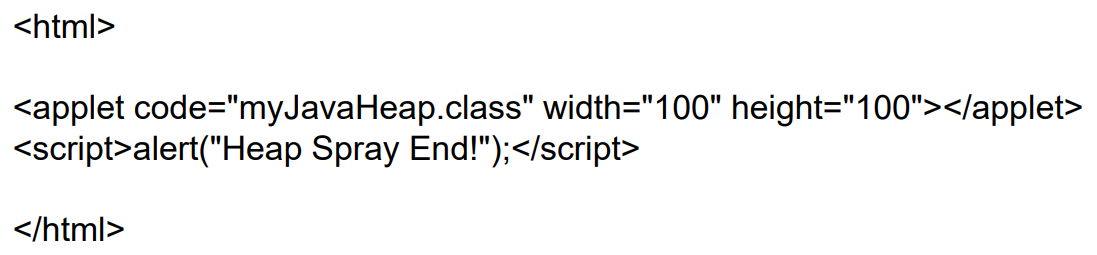 <html>
<applet code="myJavaHeap.class" width="100" height="100"></applet>
<script>alert("Heap Spray End!");</script>
</html>